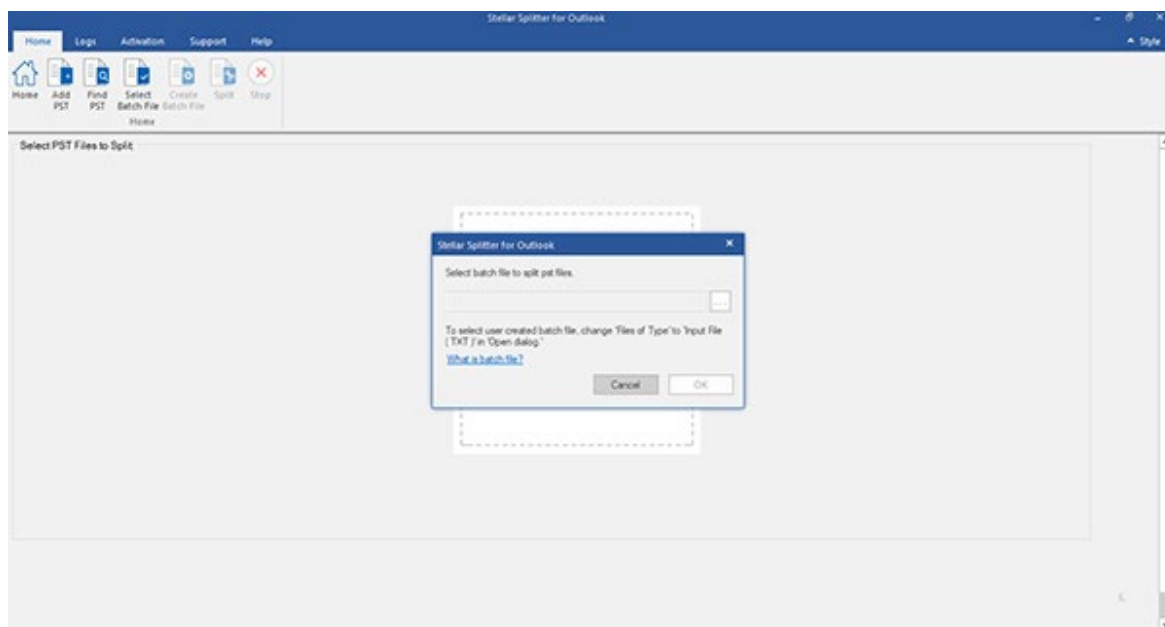 Stellar Splitter for Outlook
Home Logs Activation Support Help
Style
Home Add PST Find PST Select Batch File Create Batch File Split Stop
Home
Select PST Files to Split
Stellar Splitter for Outlook
Select batch file to split pst files.
...
To select user created batch file, change 'Files of Type' to 'Input File
( TXT )' in 'Open dialog.'
What is batch file?
Cancel OK